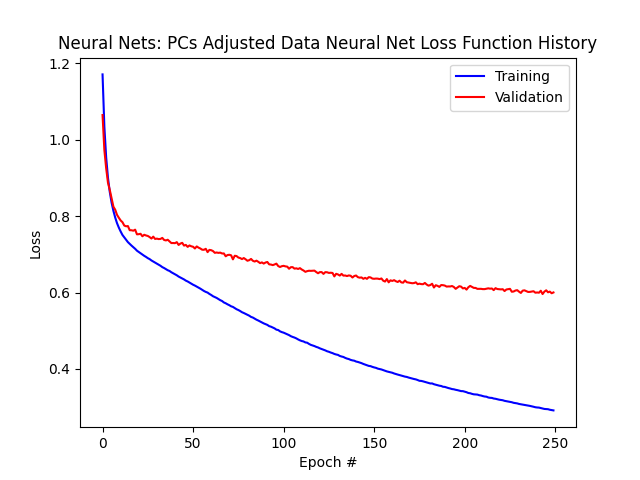 Neural Nets: PCs Adjusted Data Neural Net Loss Function History
Training
Validation
1.2
1.0
0.8
0.6
0.4
Loss
0 50 100 150 200 250
Epoch #